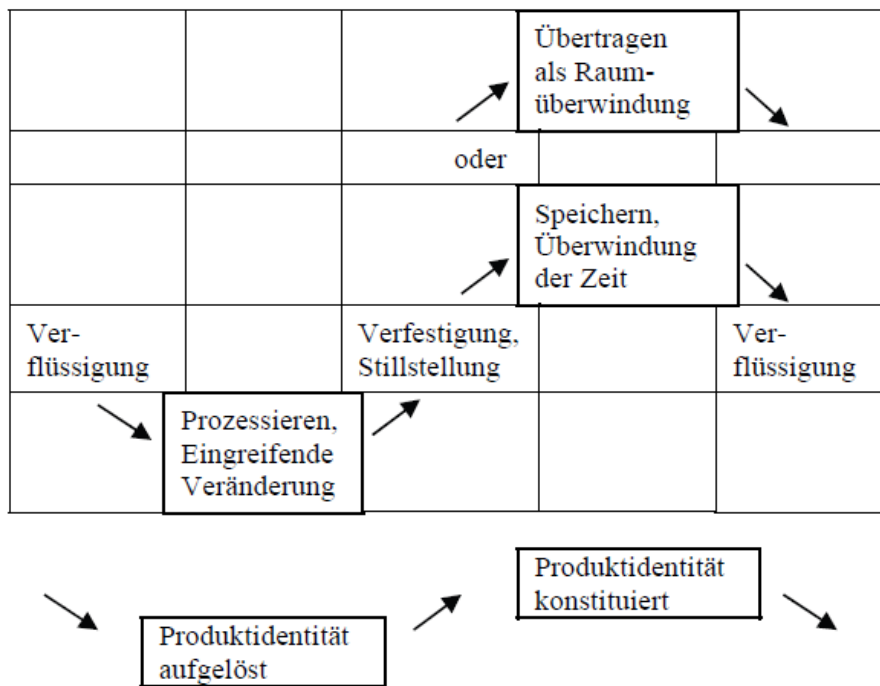 Übertragen
als Raum-
überwindung
oder
Speichern,
Überwindung
der Zeit
Ver-
flüssigung
Verfestigung,
Stillstellung
Ver-
flüssigung
Prozessieren,
Eingreifende
Veränderung
Produktidentität
konstituiert
Produktidentität
aufgelöst